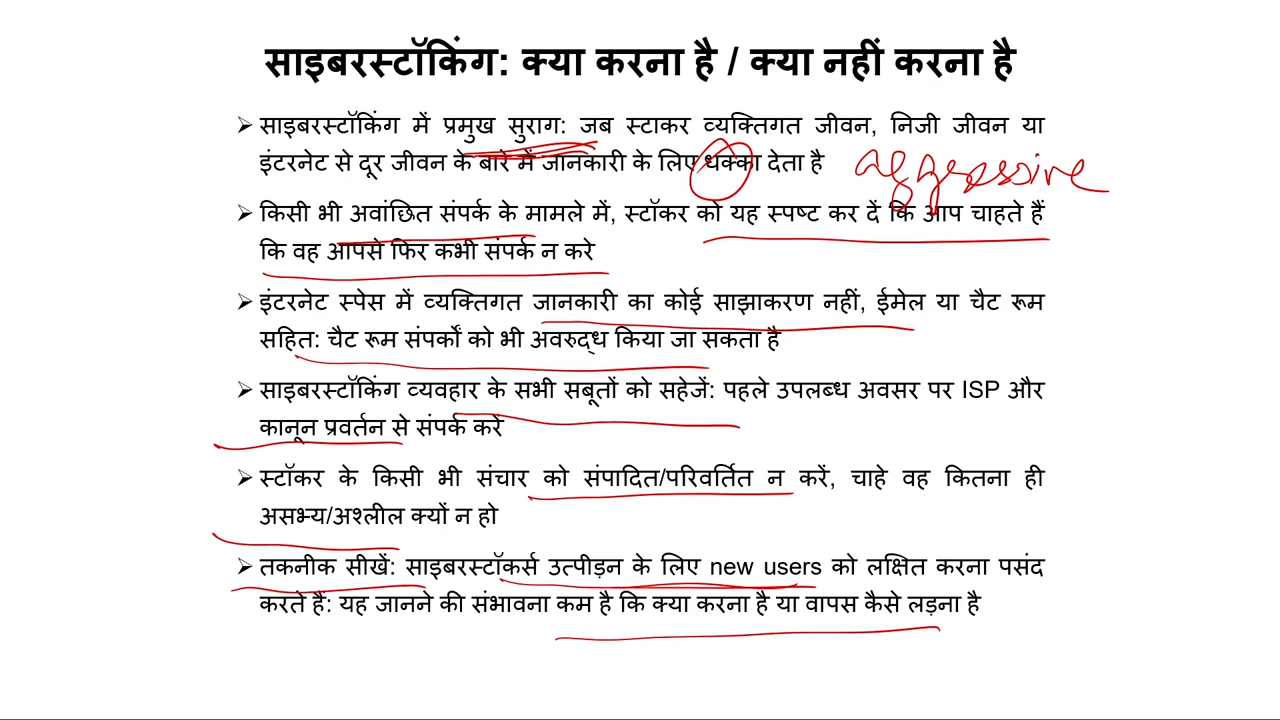 साइबरस्टॉकिंग: क्या करना है / क्या नहीं करना है
➢ साइबरस्टॉकिंग में प्रमुख सुराग: जब स्टाकर व्यक्तिगत जीवन, निजी जीवन या
इंटरनेट से दूर जीवन के बारे में जानकारी के लिए धक्का देता है
aggressive
➢ किसी भी अवांछित संपर्क के मामले में, स्टॉकर को यह स्पष्ट कर दें कि आप चाहते हैं
कि वह आपसे फिर कभी संपर्क न करे
➢ इंटरनेट स्पेस में व्यक्तिगत जानकारी का कोई साझाकरण नहीं, ईमेल या चैट रूम
सहित: चैट रूम संपर्कों को भी अवरुद्ध किया जा सकता है
➢ साइबरस्टॉकिंग व्यवहार के सभी सबूतों को सहेजें: पहले उपलब्ध अवसर पर ISP और
कानून प्रवर्तन से संपर्क करें
➢ स्टॉकर के किसी भी संचार को संपादित/परिवर्तित न करें, चाहे वह कितना ही
असभ्य/अश्लील क्यों न हो
➢ तकनीक सीखें: साइबरस्टॉकर्स उत्पीड़न के लिए new users को लक्षित करना पसंद
करते हैं: यह जानने की संभावना कम है कि क्या करना है या वापस कैसे लड़ना है